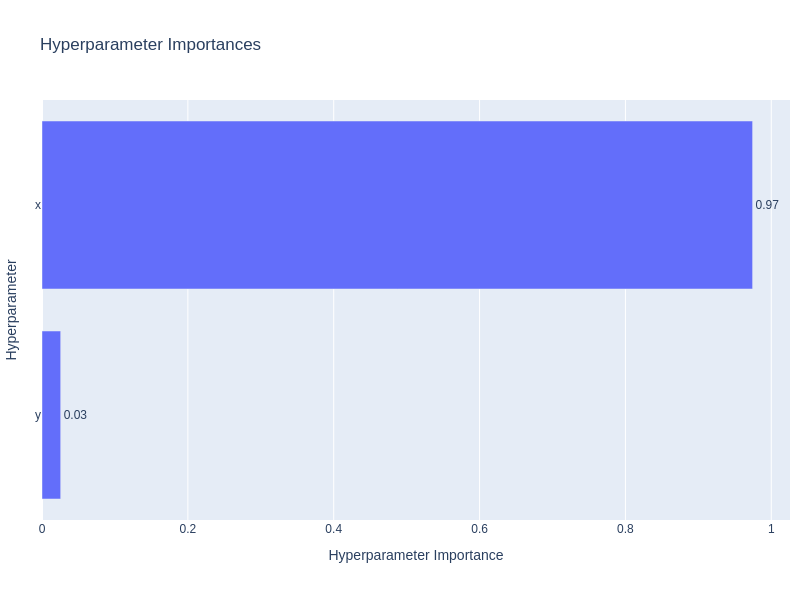 Hyperparameter Importances
Hyperparameter
x
0.97
y
0.03
0
0.2
0.4
0.6
0.8
1
Hyperparameter Importance